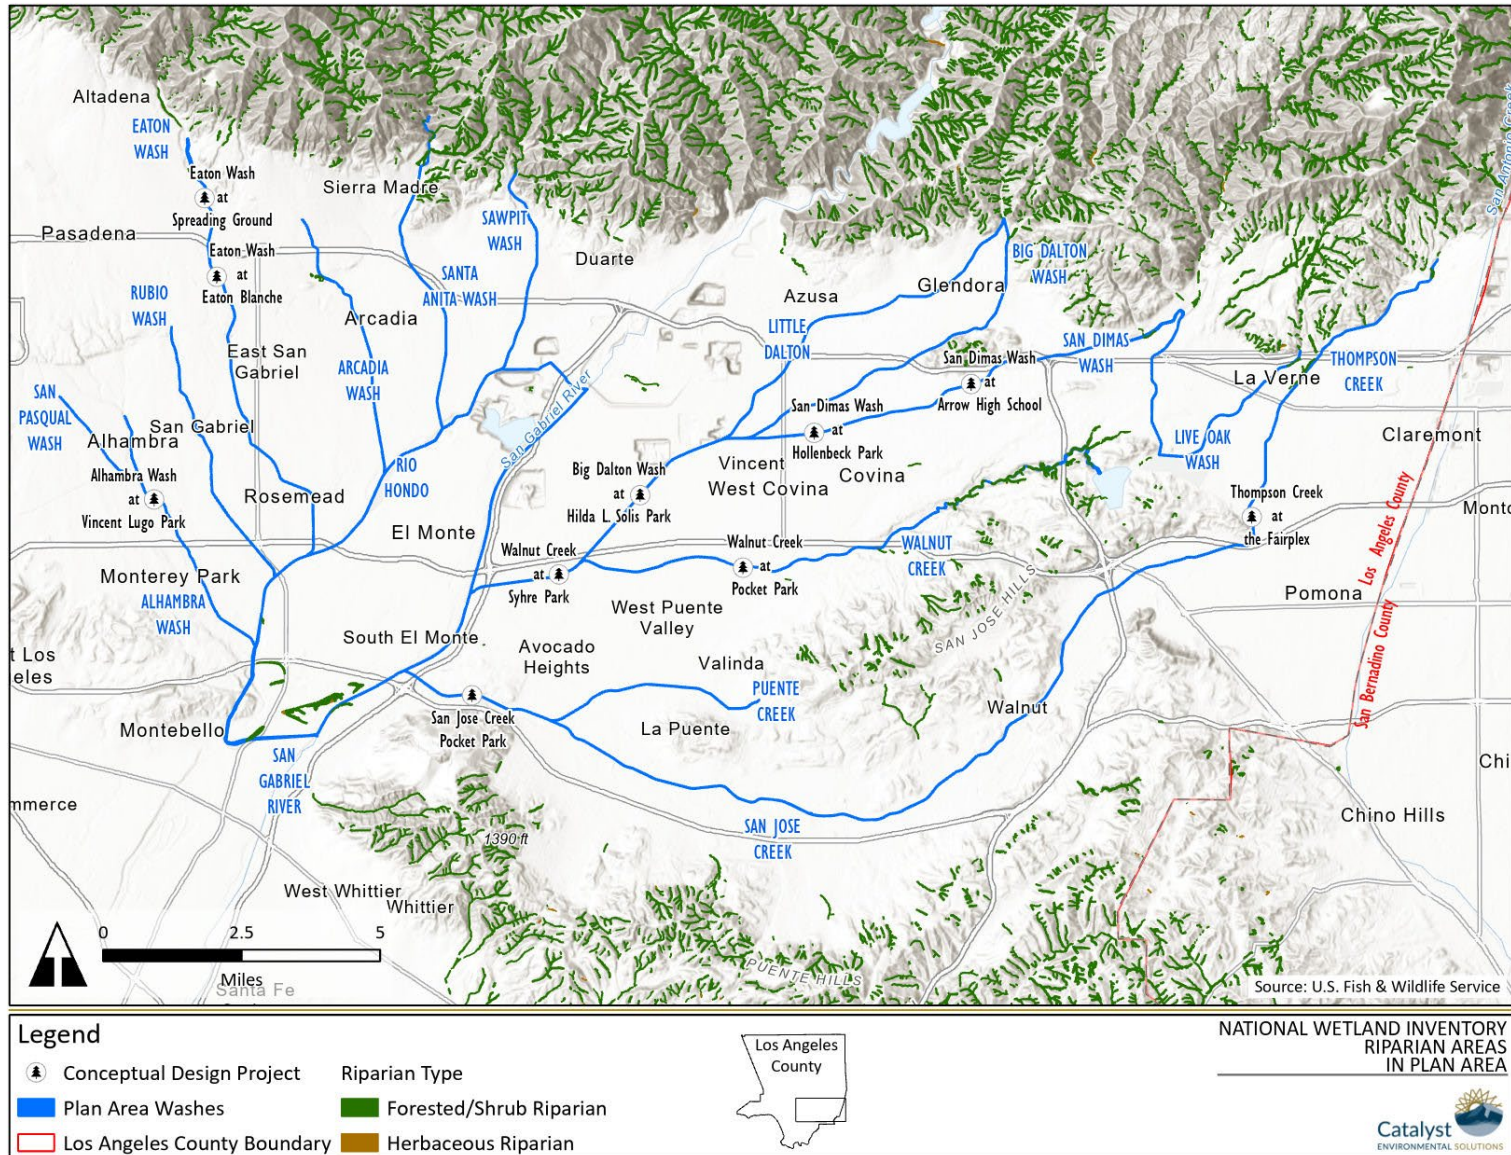 Altadena
EATON
WASH
Eaton Wash
at
Spreading Ground
Sierra Madre
Pasadena
Eaton Wash
at
Eaton Blanche
SAWPIT
WASH
Duarte
SANTA
ANITA WASH
RUBIO
WASH
Arcadia
East San
Gabriel
ARCADIA
WASH
SAN
PASQUAL
WASH
Alhambra
San Gabriel
Alhambra Wash
at
Vincent Lugo Park
Rosemead
RIO
HONDO
El Monte
San Gabriel River
Azusa
Glendora
BIG DALTON
WASH
LITTLE
DALTON
San Dimas Wash
at
Arrow High School
SAN DIMAS
WASH
San Antonio Creek
THOMPSON
CREEK
La Verne
San Dimas Wash
at
Hollenbeck Park
Claremont
LIVE OAK
WASH
Big Dalton Wash
at
Hilda L. Solis Park
Vincent
West Covina
Covina
Thompson Creek
at
the Fairplex
Montc
Walnut Creek
at
Syhre Park
Walnut Creek
at
Pocket Park
WALNUT
CREEK
Monterey Park
ALHAMBRA
WASH
Pomona
Los Angeles County
San Bernadino County
West Puente
Valley
SAN JOSE HILLS
South El Monte
Avocado
Heights
Valinda
t Los
eles
PUENTE
CREEK
Walnut
San Jose Creek
Pocket Park
La Puente
Montebello
SAN
GABRIEL
RIVER
Chi
mmerce
SAN JOSE
CREEK
Chino Hills
1390 ft
West Whittier
Whittier
PUENTE HILLS
0 2.5 5
Miles
Santa Fe
Source: U.S. Fish & Wildlife Service
Legend
Conceptual Design Project
Plan Area Washes
Los Angeles County Boundary
Riparian Type
Forested/Shrub Riparian
Herbaceous Riparian
Los Angeles
County
NATIONAL WETLAND INVENTORY
RIPARIAN AREAS
IN PLAN AREA
Catalyst
ENVIRONMENTAL SOLUTIONS